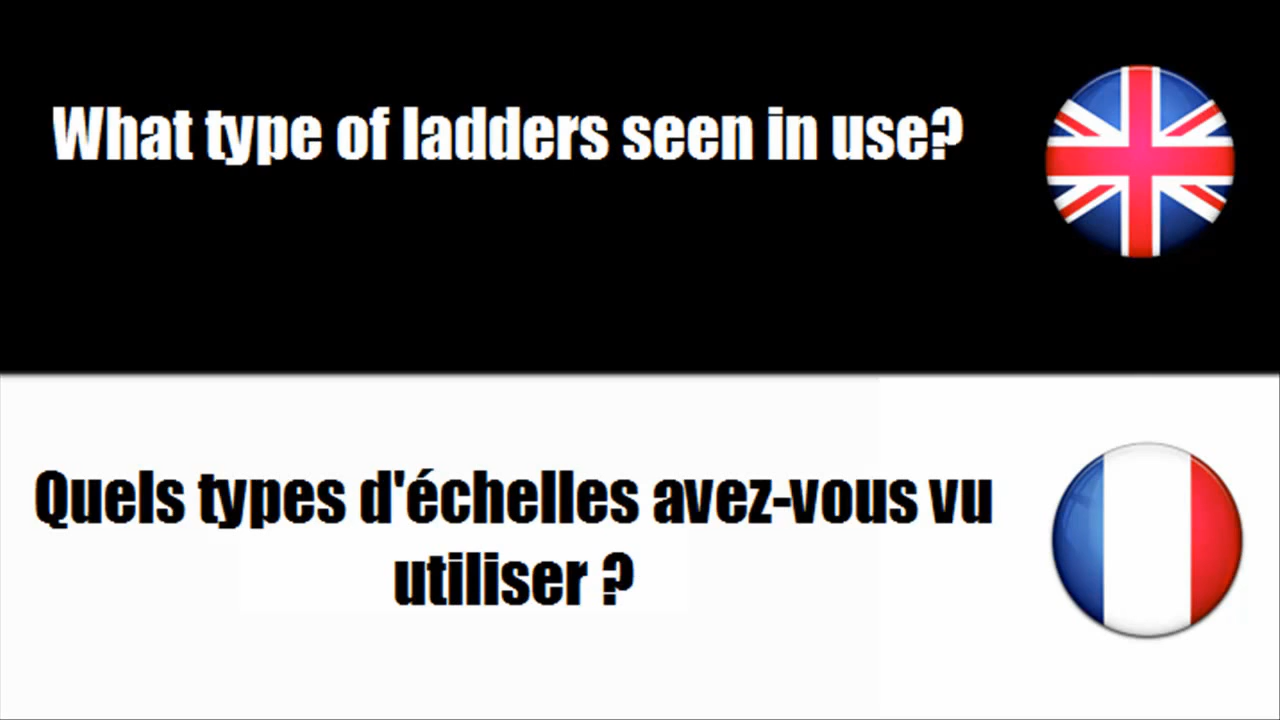 What type of ladders seen in use?
Quels types d'échelles avez-vous vu
utiliser ?